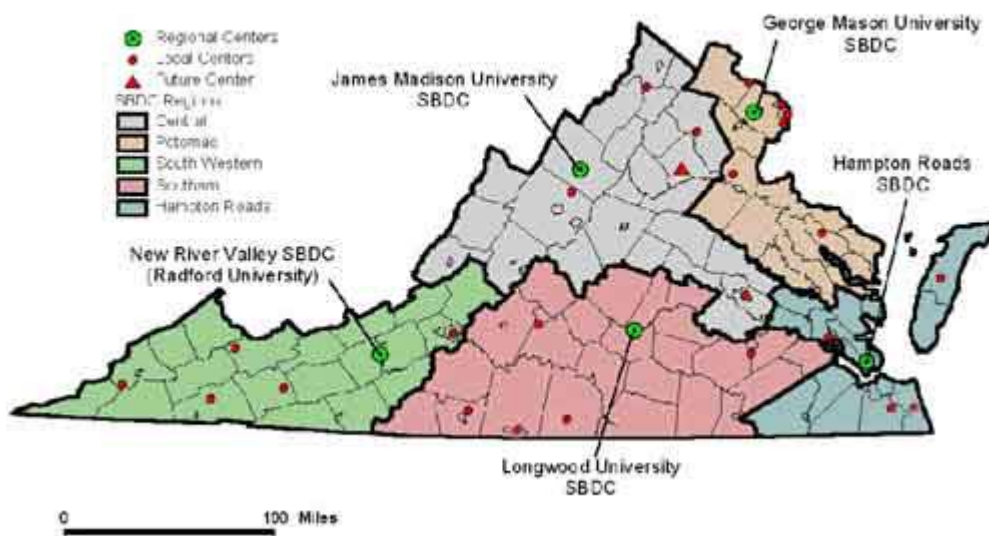 Regional Centers
Local Centers
Future Center
SBDC Regions
Central
Potomac
South Western
Southern
Hampton Roads
George Mason University
SBDC
James Madison University
SBDC
Hampton Roads
SBDC
New River Valley SBDC
(Radford University)
Longwood University
SBDC
0 100 Miles